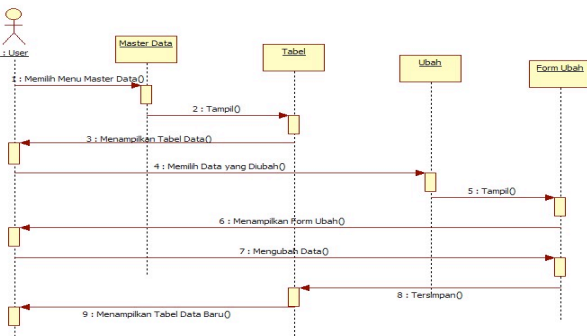 : User
Master Data
Tabel
Ubah
Form Ubah
1 : Memilih Menu Master Data()
2 : Tampil()
3 : Menampilkan Tabel Data()
4 : Memilih Data yang Diubah()
5 : Tampil()
6 : Menampilkan Form Ubah()
7 : Mengubah Data()
8 : Tersimpan()
9 : Menampilkan Tabel Data Baru()